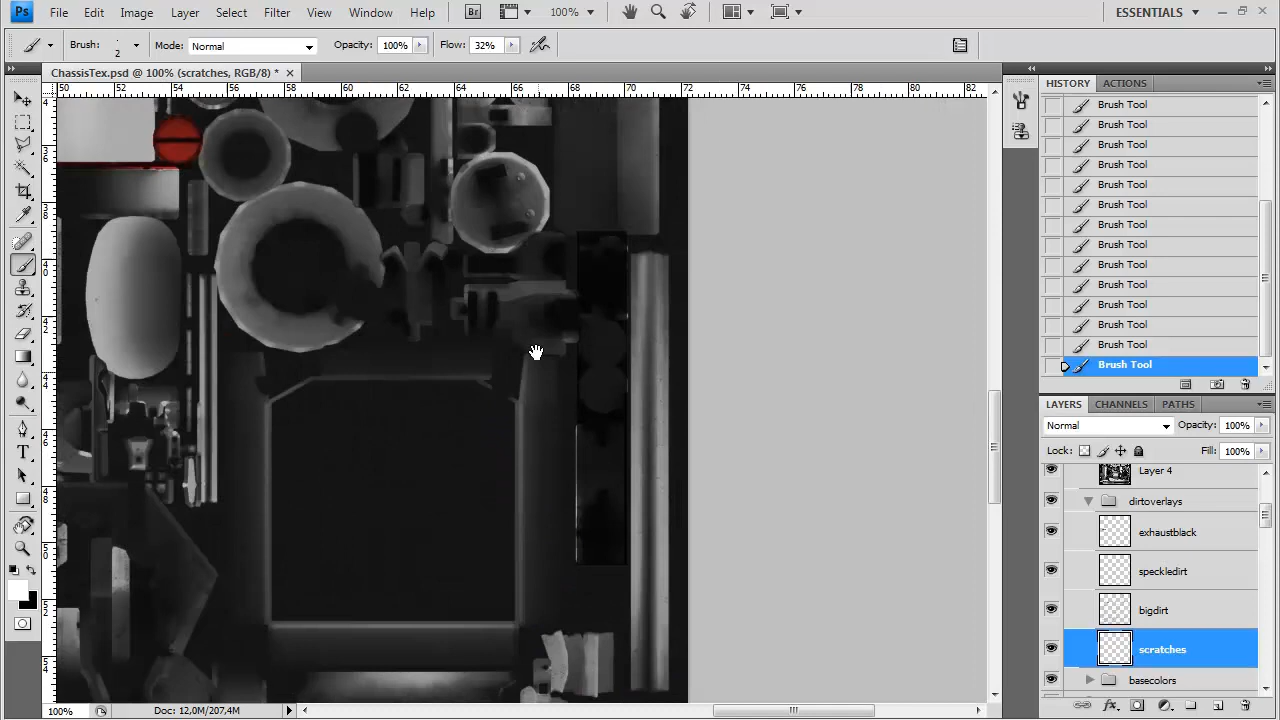 Ps File Edit Image Layer Select Filter View Window Help Br 100% ESSENTIALS
Brush: 2 Mode: Normal Opacity: 100% Flow: 32%
ChassisTex.psd @ 100% (scratches, RGB/8) *
50 52 54 56 58 60 62 64 66 68 70 72 74 76 78 80 82
HISTORY ACTIONS
Brush Tool
Brush Tool
Brush Tool
Brush Tool
Brush Tool
Brush Tool
Brush Tool
Brush Tool
Brush Tool
Brush Tool
Brush Tool
Brush Tool
Brush Tool
Brush Tool
LAYERS CHANNELS PATHS
Normal Opacity: 100%
Lock: Fill: 100%
Layer 4
dirtoverlays
exhaustblack
speckledirt
bigdirt
scratches
basecolors
100% Doc: 12,0M/207,4M